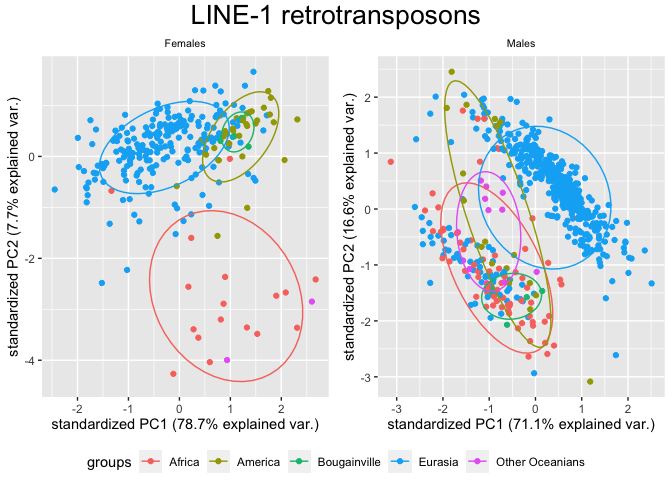 LINE-1 retrotransposons
Females
Males
standardized PC2 (7.7% explained var.)
0
-2
-4
-2
-1
0
1
2
standardized PC1 (78.7% explained var.)
standardized PC2 (16.6% explained var.)
2
1
0
-1
-2
-3
-3
-2
-1
0
1
2
standardized PC1 (71.1% explained var.)
groups Africa America Bougainville Eurasia Other Oceanians